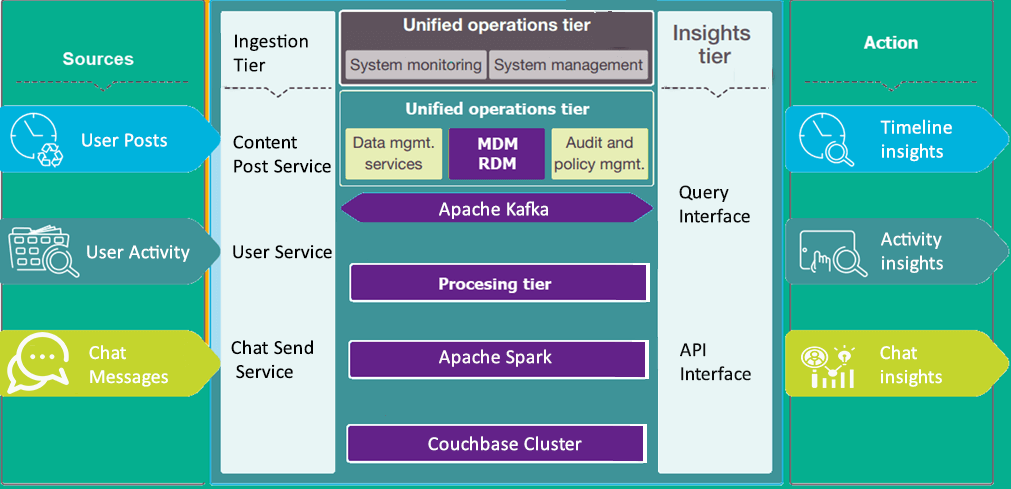 Sources
User Posts
User Activity
Chat
Messages
Ingestion
Tier
Content
Post Service
User Service
Chat Send
Service
Unified operations tier
System monitoring
System management
Unified operations tier
Data mgmt.
services
MDM
RDM
Audit and
policy mgmt.
Apache Kafka
Procesing tier
Apache Spark
Couchbase Cluster
Insights
tier
Query
Interface
API
Interface
Action
Timeline
insights
Activity
insights
Chat
insights